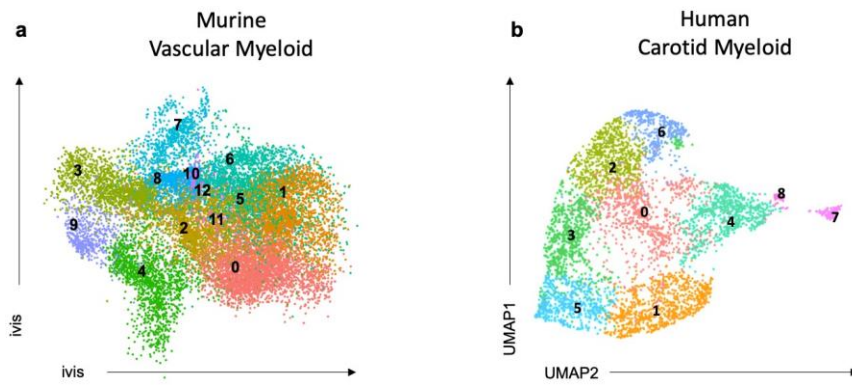 a
Murine
Vascular Myeloid
7
3
6
10
8
12
1
5
9
11
2
4
0
ivis
ivis
b
Human
Carotid Myeloid
6
2
8
0
4
7
3
5
1
UMAP1
UMAP2